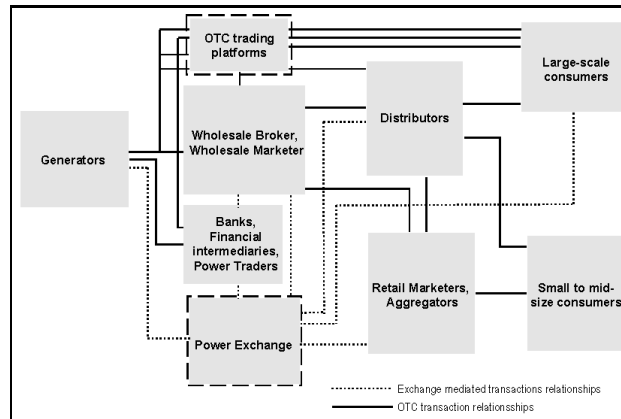 OTC trading
platforms
Large-scale
consumers
Distributors
Wholesale Broker,
Wholesale Marketer
Generators
Banks,
Financial
intermediaries,
Power Traders
Retail Marketers,
Aggregators
Small to mid-
size consumers
Power Exchange
Exchange mediated transactions relationships
OTC transaction relationsships